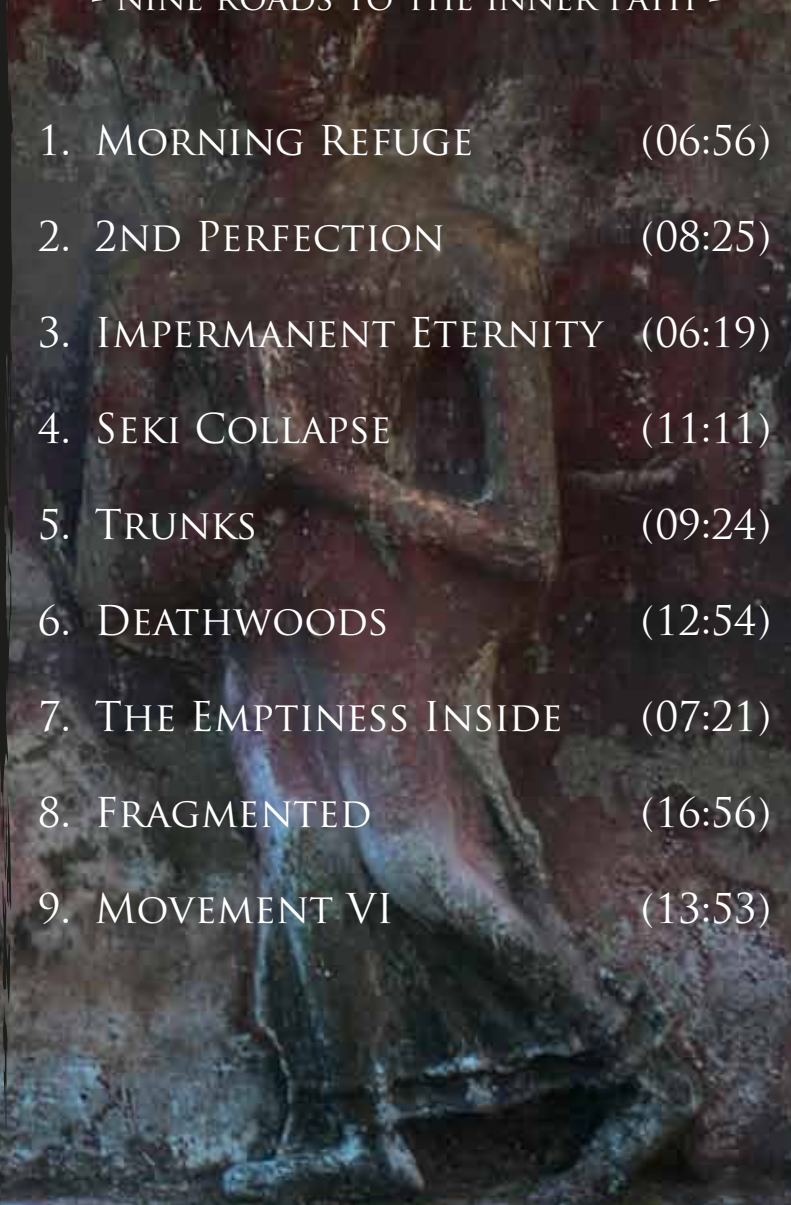 - NINE ROADS TO THE INNER PATH -
1. MORNING REFUGE (06:56)
2. 2ND PERFECTION (08:25)
3. IMPERMANENT ETERNITY (06:19)
4. SEKI COLLAPSE (11:11)
5. TRUNKS (09:24)
6. DEATHWOODS (12:54)
7. THE EMPTINESS INSIDE (07:21)
8. FRAGMENTED (16:56)
9. MOVEMENT VI (13:53)